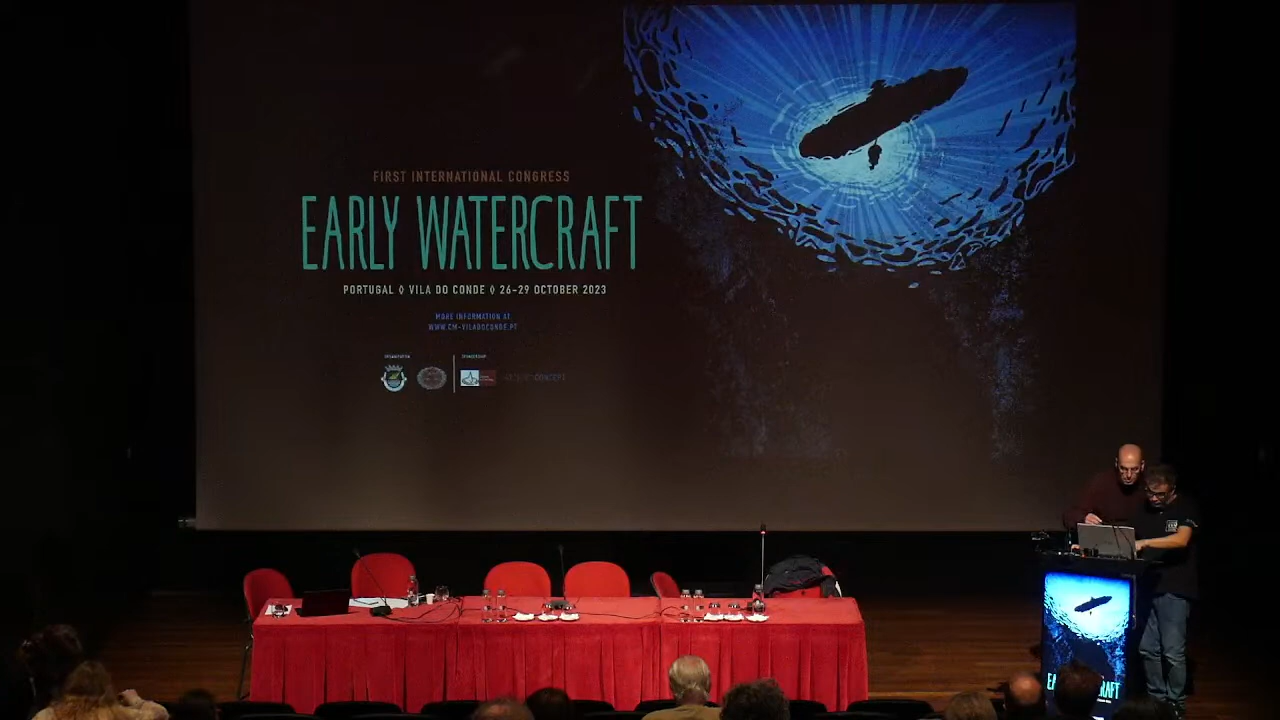 FIRST INTERNATIONAL CONGRESS
EARLY WATERCRAFT
PORTUGAL ◊ VILA DO CONDE ◊ 26-29 OCTOBER 2023
MORE INFORMATION AT
WWW.CM-VILADOCONDE.PT